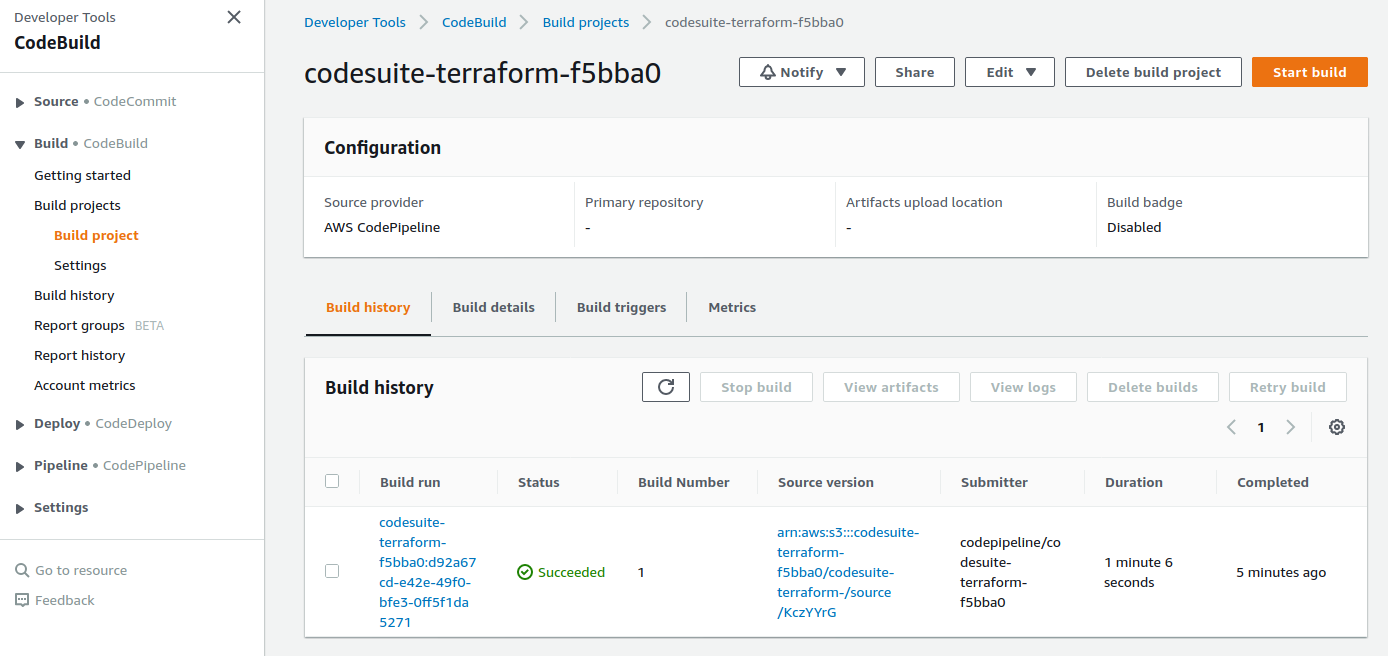 Developer Tools
CodeBuild
Source • CodeCommit
Build • CodeBuild
Getting started
Build projects
Build project
Settings
Build history
Report groups BETA
Report history
Account metrics
Deploy • CodeDeploy
Pipeline • CodePipeline
Settings
Go to resource
Feedback
Developer Tools > CodeBuild > Build projects > codesuite-terraform-f5bba0
codesuite-terraform-f5bba0
Notify Share Edit Delete build project Start build
Configuration
Source provider
AWS CodePipeline
Primary repository
-
Artifacts upload location
-
Build badge
Disabled
Build history Build details Build triggers Metrics
Build history
Stop build View artifacts View logs Delete builds Retry build
1
Build run Status Build Number Source version Submitter Duration Completed
codesuite-
terraform-
f5bba0:d92a67
cd-e42e-49f0-
bfe3-0ff5f1da
5271
Succeeded
1
arn:aws:s3:::codesuite-
terraform-
f5bba0/codesuite-
terraform-/source
/KczYYrG
codepipeline/co
desuite-
terraform-
f5bba0
1 minute 6
seconds
5 minutes ago